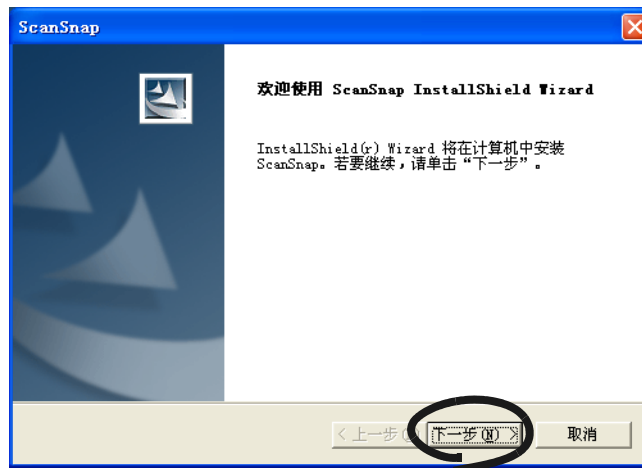 ScanSnap
欢迎使用 ScanSnap InstallShield Wizard
InstallShield(r) Wizard 将在计算机中安装
ScanSnap。若要继续，请单击“下一步”。
<上一步
下一步(N) >
取消